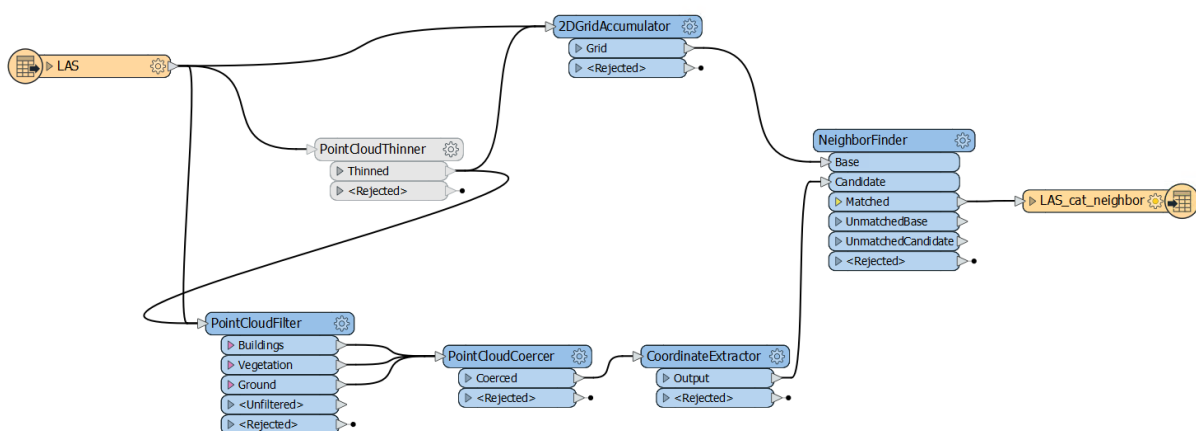 LAS
2DGridAccumulator
Grid
<Rejected>
PointCloudThinner
Thinned
<Rejected>
NeighborFinder
Base
Candidate
Matched
UnmatchedBase
UnmatchedCandidate
<Rejected>
LAS_cat_neighbor
PointCloudFilter
Buildings
Vegetation
Ground
<Unfiltered>
<Rejected>
PointCloudCoercer
Coerced
<Rejected>
CoordinateExtractor
Output
<Rejected>